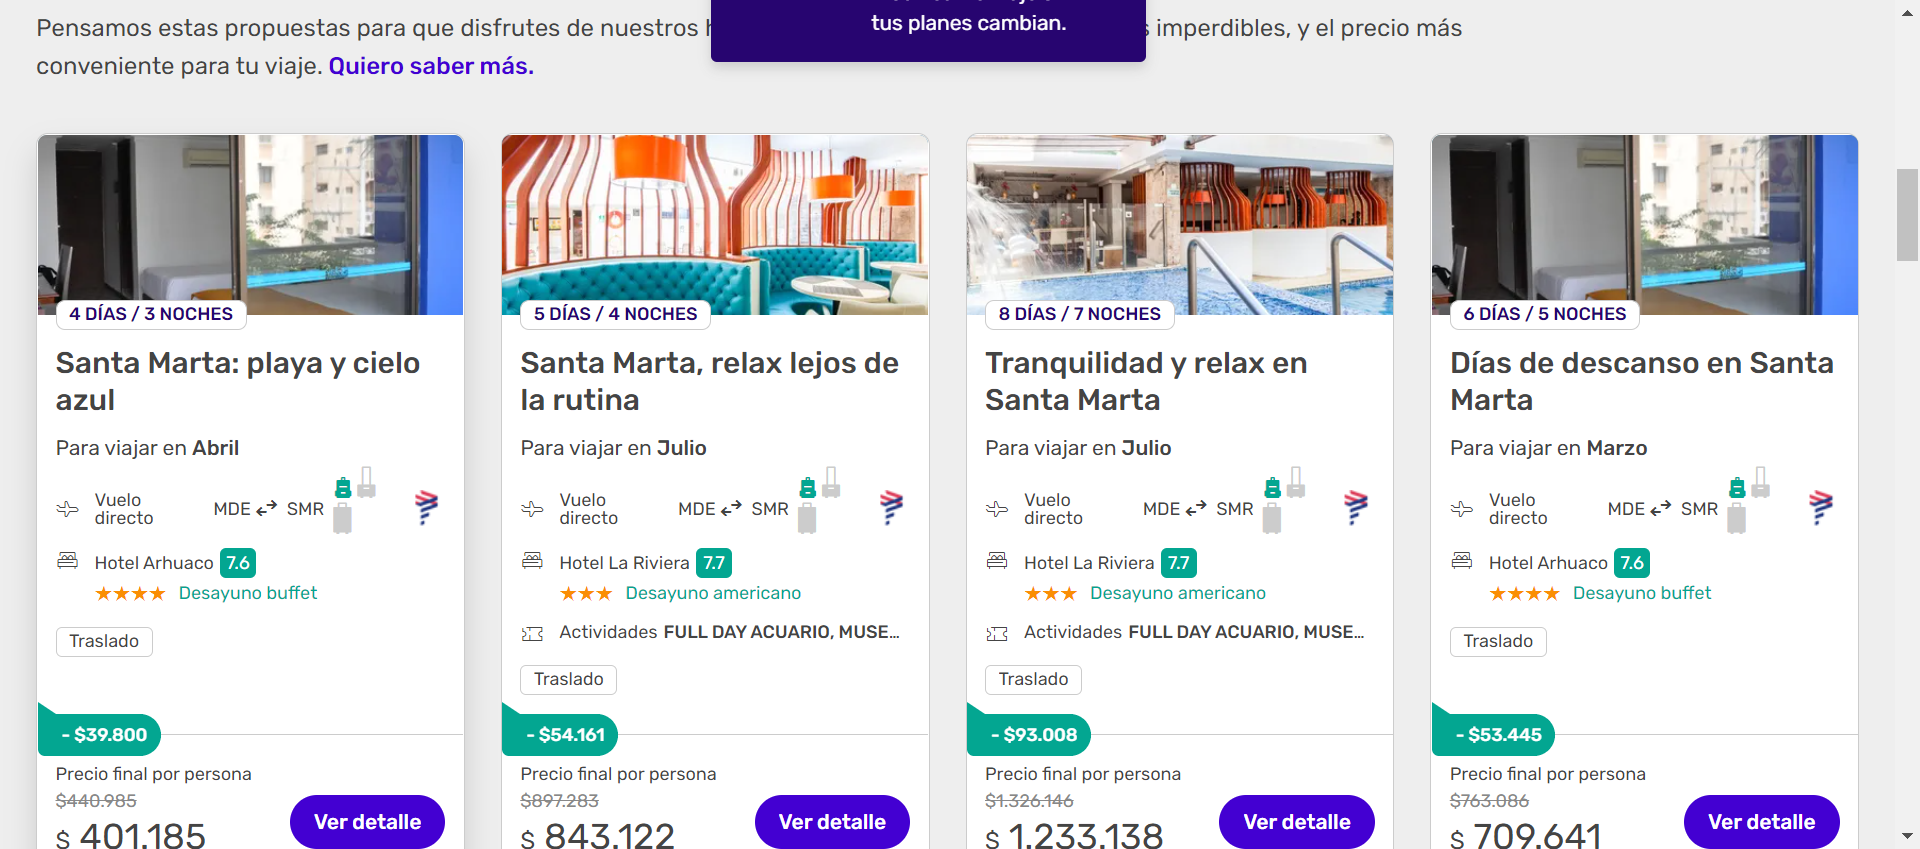 Pensamos estas propuestas para que disfrutes de nuestros
tus planes cambian.
imperdibles, y el precio más
conveniente para tu viaje. Quiero saber más.
4 DÍAS / 3 NOCHES
Santa Marta: playa y cielo
azul
Para viajar en Abril
Vuelo
directo
MDE SMR
Hotel Arhuaco 7.6
Desayuno buffet
Traslado
- $39.800
Precio final por persona
$440.985
$ 401.185
Ver detalle
5 DÍAS / 4 NOCHES
Santa Marta, relax lejos de
la rutina
Para viajar en Julio
Vuelo
directo
MDE SMR
Hotel La Riviera 7.7
Desayuno americano
Actividades FULL DAY ACUARIO, MUSE...
Traslado
- $54.161
Precio final por persona
$897.283
$ 843.122
Ver detalle
8 DÍAS / 7 NOCHES
Tranquilidad y relax en
Santa Marta
Para viajar en Julio
Vuelo
directo
MDE SMR
Hotel La Riviera 7.7
Desayuno americano
Actividades FULL DAY ACUARIO, MUSE...
Traslado
- $93.008
Precio final por persona
$1.326.146
$ 1.233.138
Ver detalle
6 DÍAS / 5 NOCHES
Días de descanso en Santa
Marta
Para viajar en Marzo
Vuelo
directo
MDE SMR
Hotel Arhuaco 7.6
Desayuno buffet
Traslado
- $53.445
Precio final por persona
$763.086
$ 709.641
Ver detalle